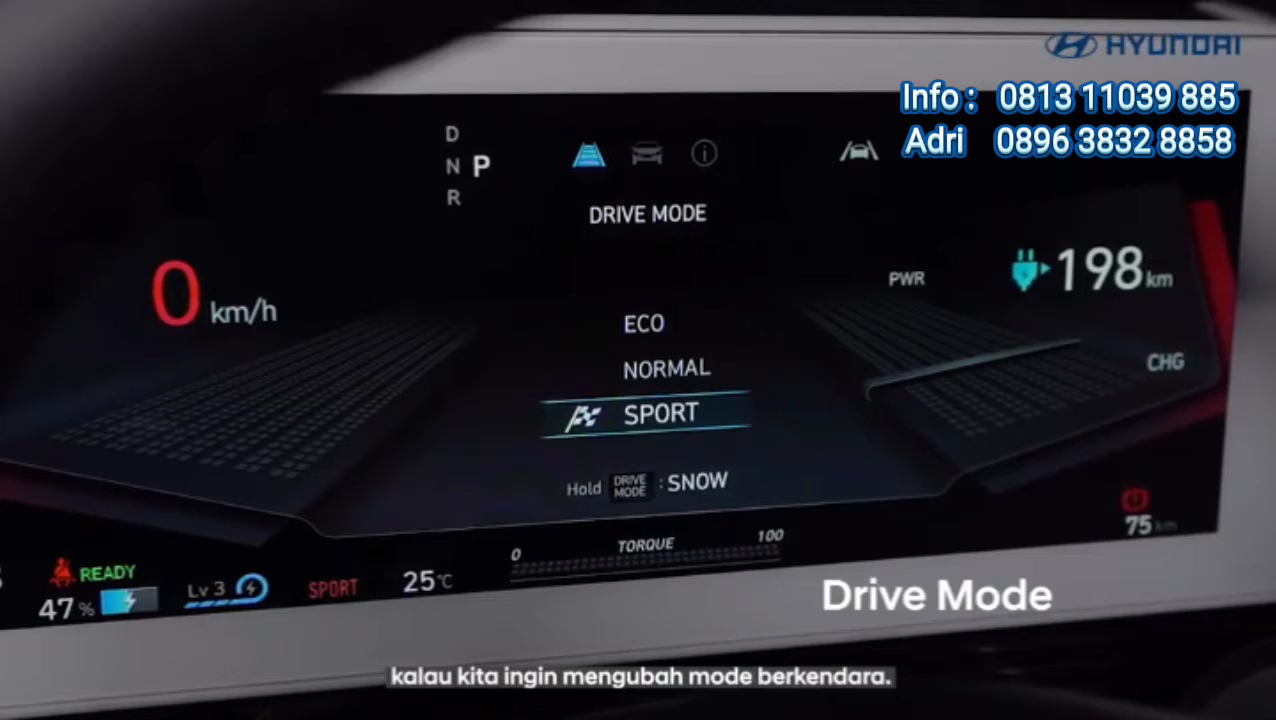 HYUNDAI
Info : 0813 11039 885
Adri 0896 3832 8858
D
N P
R
DRIVE MODE
0 km/h
PWR
198 km
ECO
NORMAL
CHG
SPORT
Hold DRIVE MODE : SNOW
75 km
0 TORQUE 100
READY
47 %
Lv 3
SPORT
25°C
Drive Mode
kalau kita ingin mengubah mode berkendara.